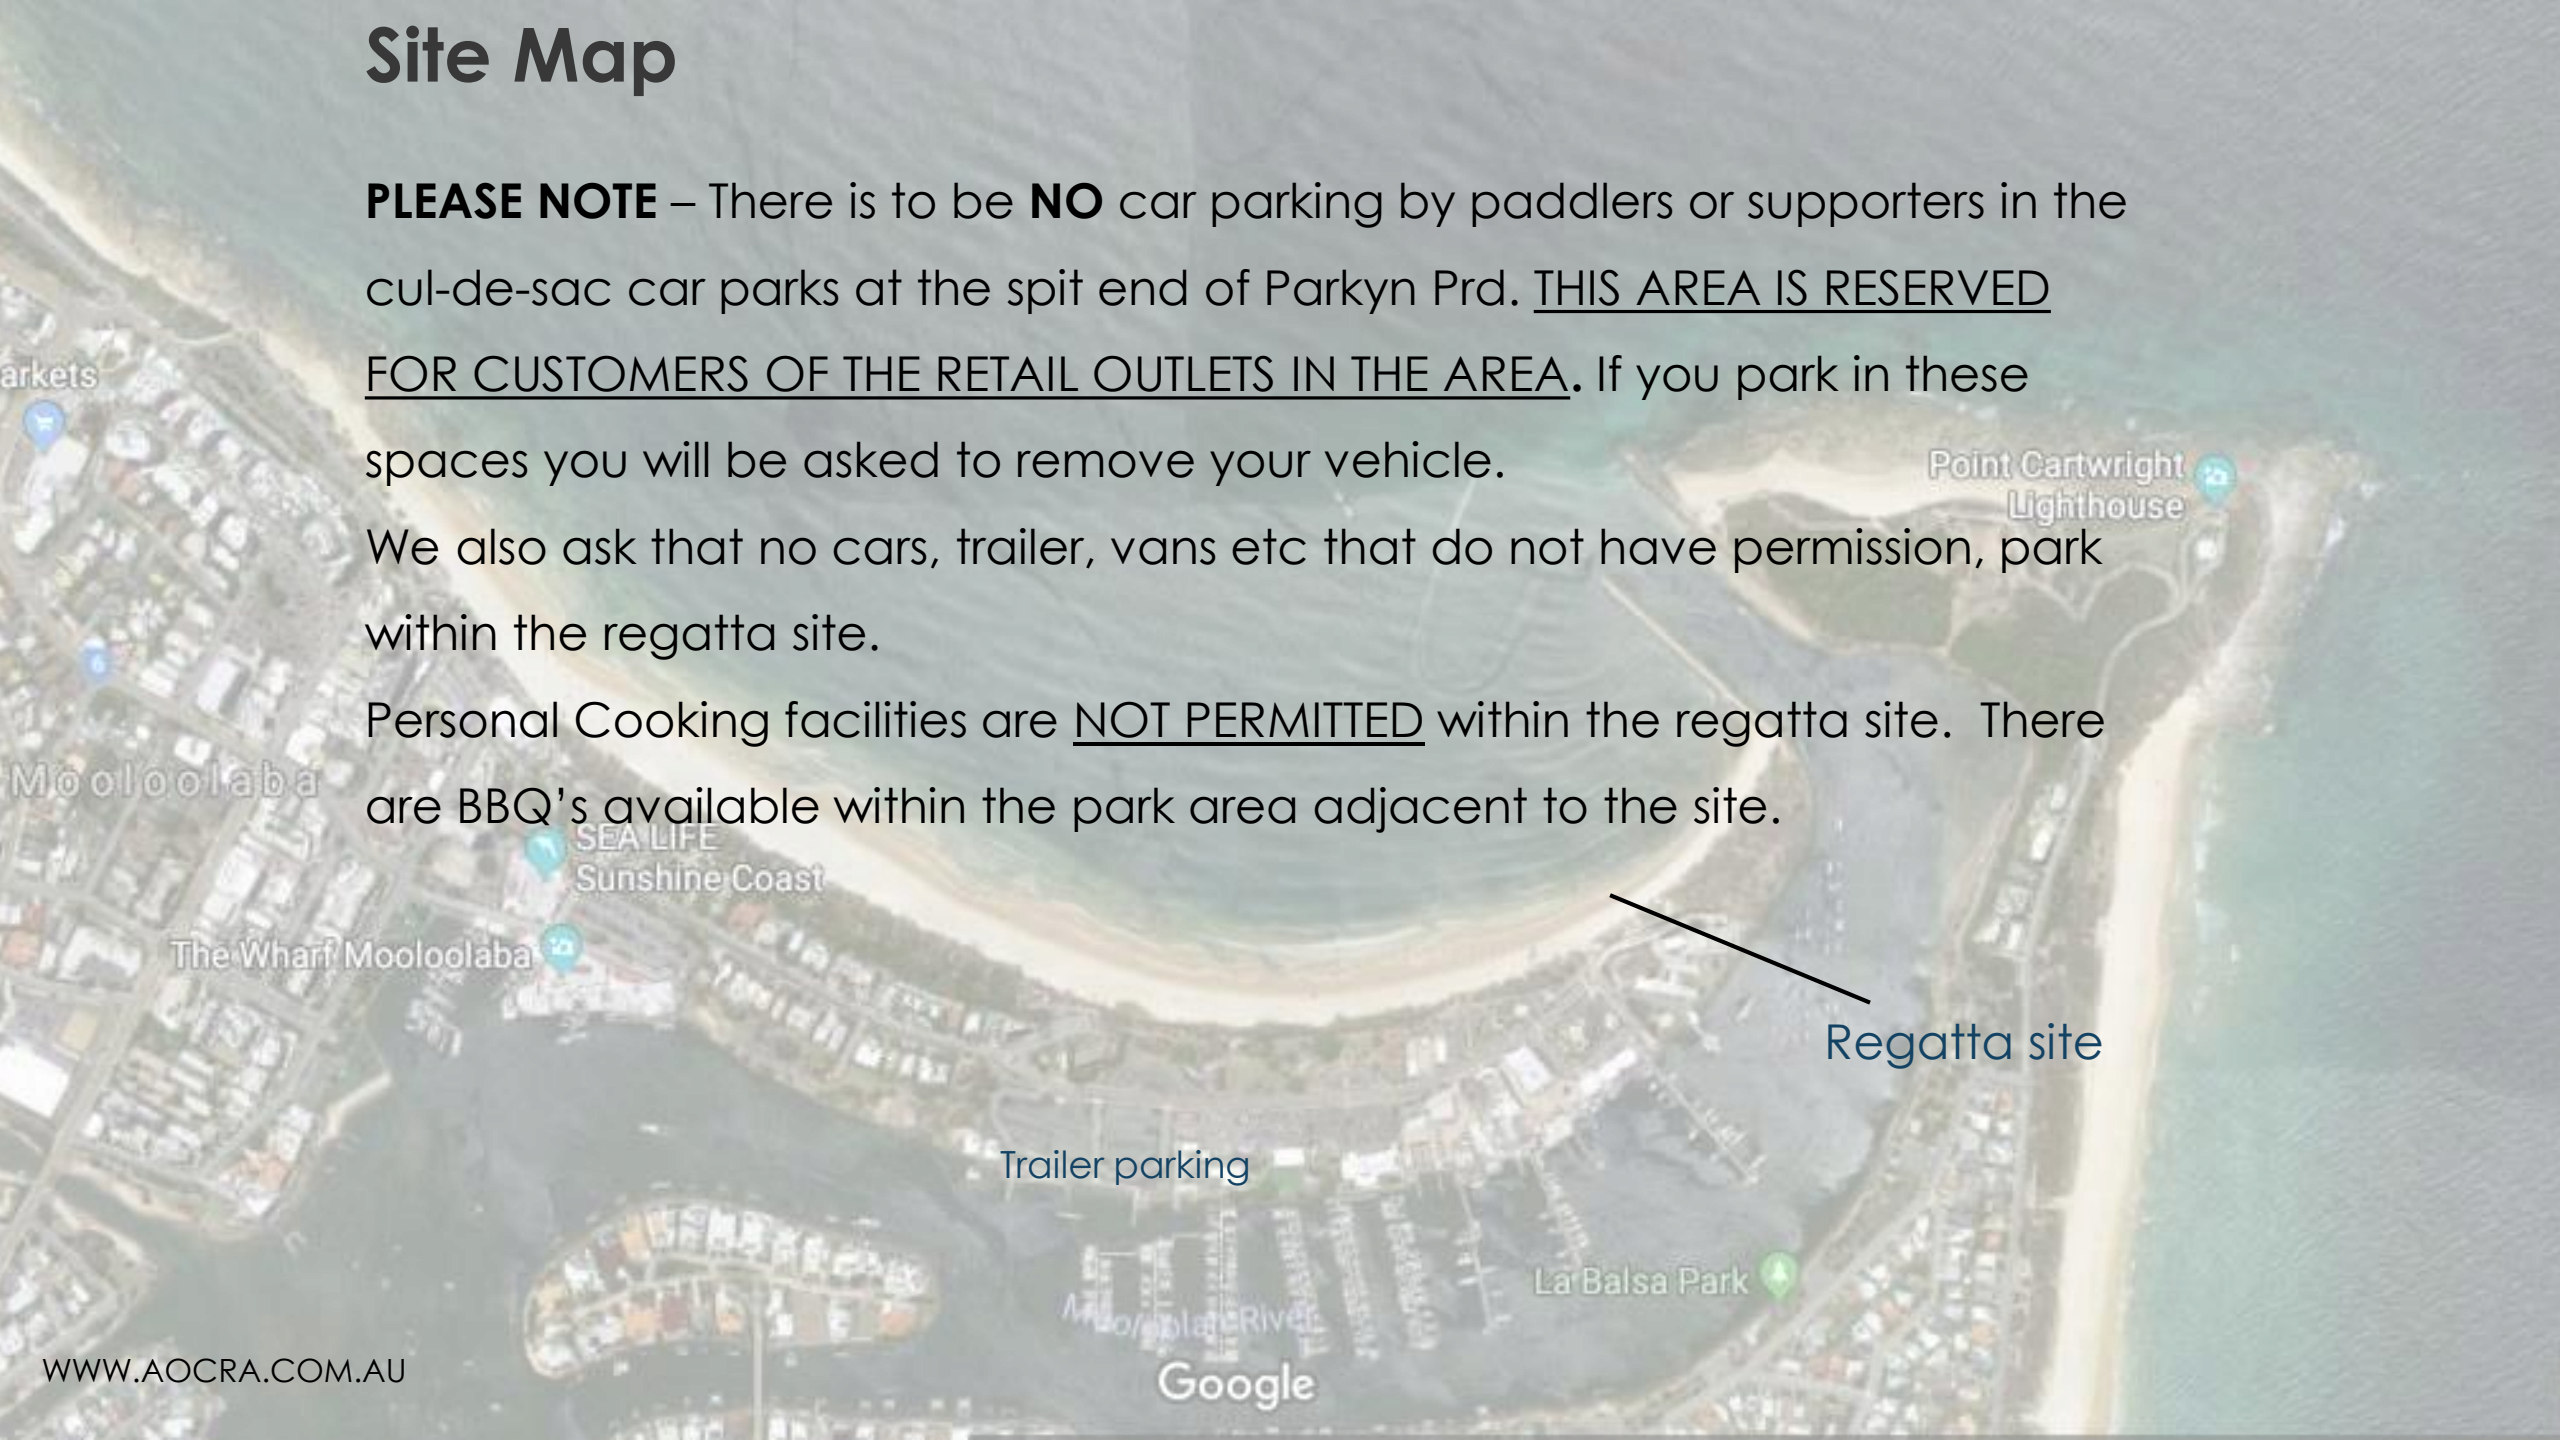 Site Map
PLEASE NOTE – There is to be NO car parking by paddlers or supporters in the
cul-de-sac car parks at the spit end of Parkyn Prd. THIS AREA IS RESERVED
FOR CUSTOMERS OF THE RETAIL OUTLETS IN THE AREA. If you park in these
spaces you will be asked to remove your vehicle.
We also ask that no cars, trailer, vans etc that do not have permission, park
within the regatta site.
Personal Cooking facilities are NOT PERMITTED within the regatta site.  There
are BBQ’s available within the park area adjacent to the site.
arkets
Point Cartwright
Lighthouse
6
Mooloolaba
SEA LIFE
Sunshine Coast
The Wharf Mooloolaba
Regatta site
Trailer parking
La Balsa Park
River
WWW.AOCRA.COM.AU
Google